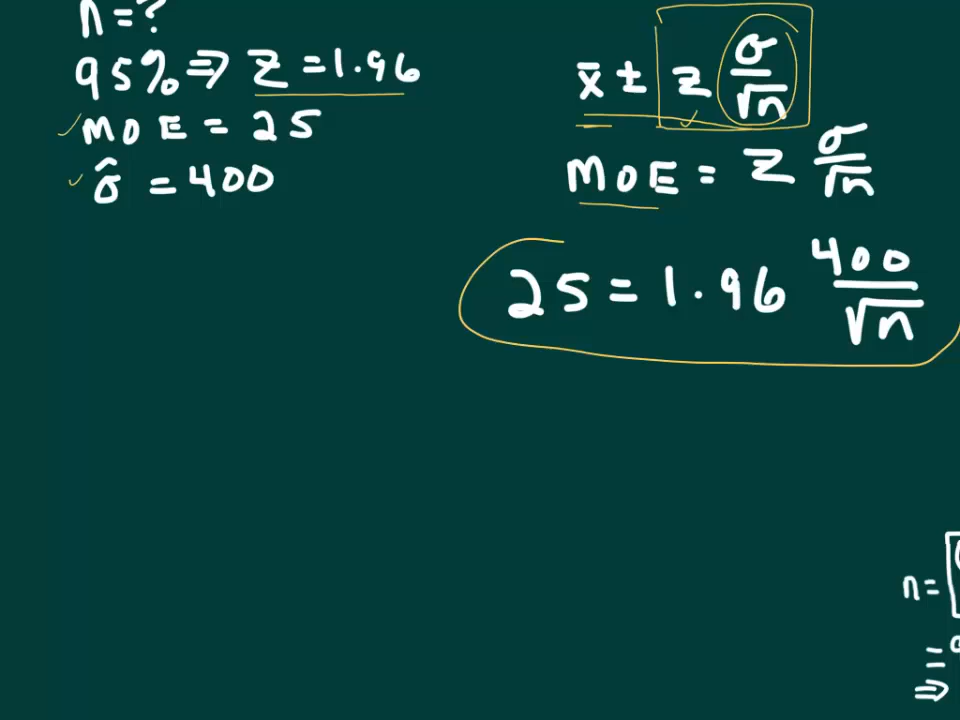 n = ?
95% ⇒ Z = 1.96
MOE = 25
σ̂ = 400
x̄ ± z σ/√n
MOE = Z σ/√n
25 = 1.96 400/√n
n =
=
⇒